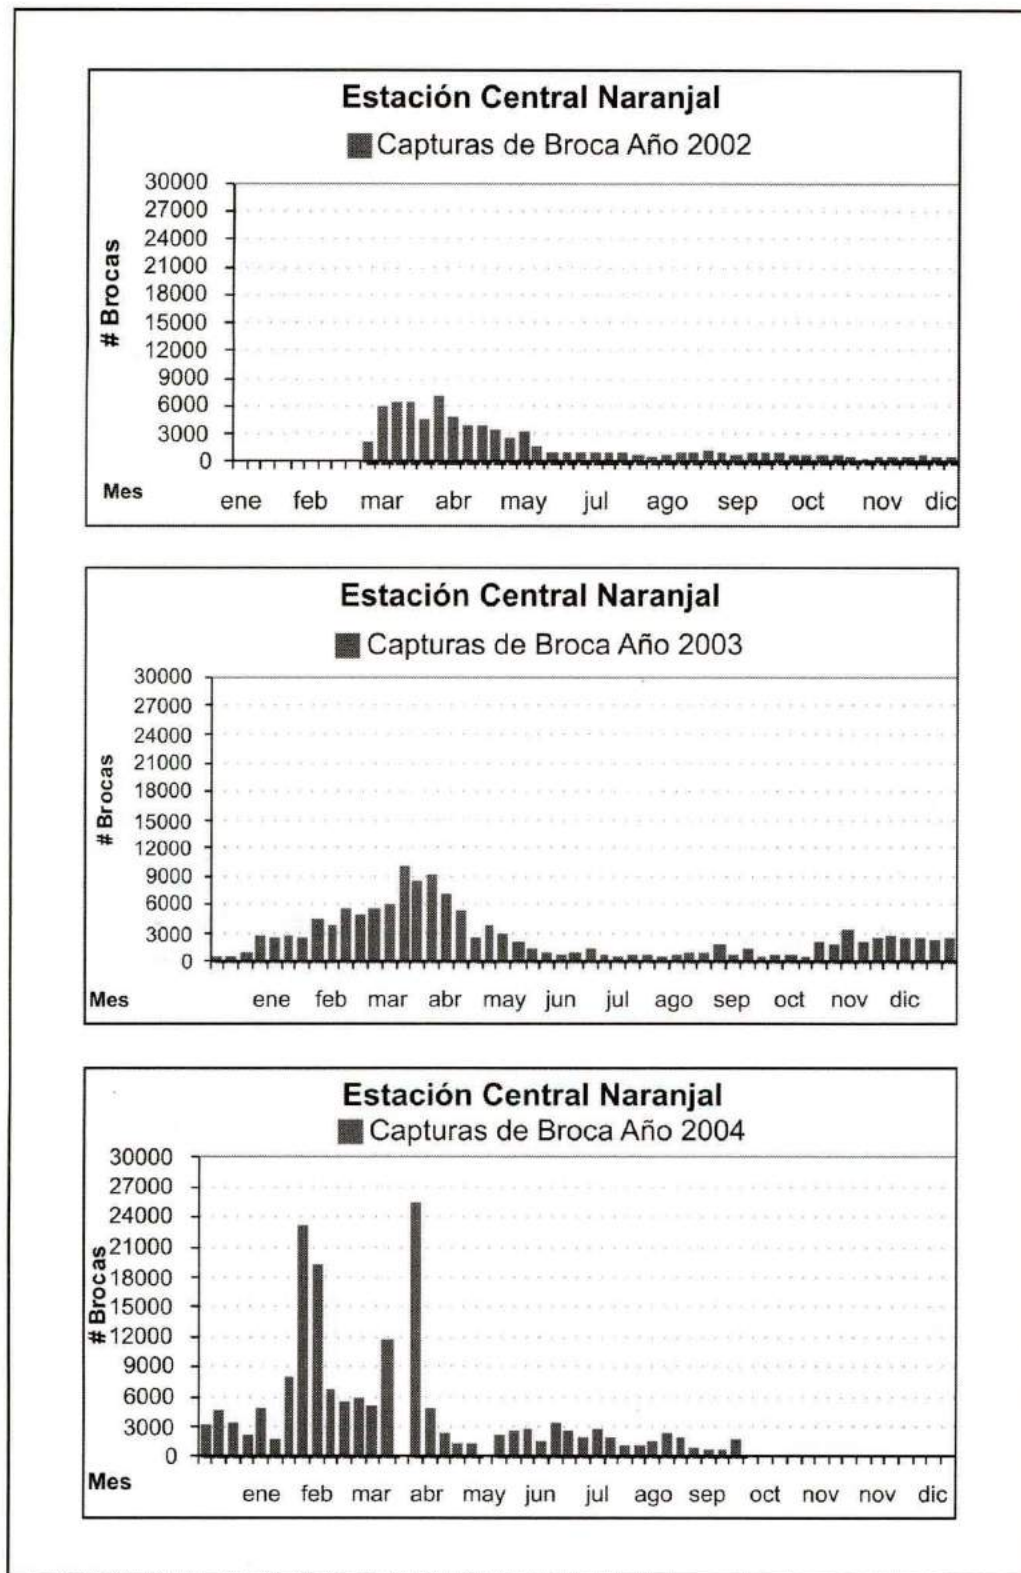 Estación Central Naranjal
Capturas de Broca Año 2002
# Brocas
30000
27000
24000
21000
18000
15000
12000
9000
6000
3000
0
Mes
ene feb mar abr may jul ago sep oct nov dic
Estación Central Naranjal
Capturas de Broca Año 2003
# Brocas
30000
27000
24000
21000
18000
15000
12000
9000
6000
3000
0
Mes
ene feb mar abr may jun jul ago sep oct nov dic
Estación Central Naranjal
Capturas de Broca Año 2004
# Brocas
30000
27000
24000
21000
18000
15000
12000
9000
6000
3000
0
Mes
ene feb mar abr may jun jul ago sep oct nov nov dic